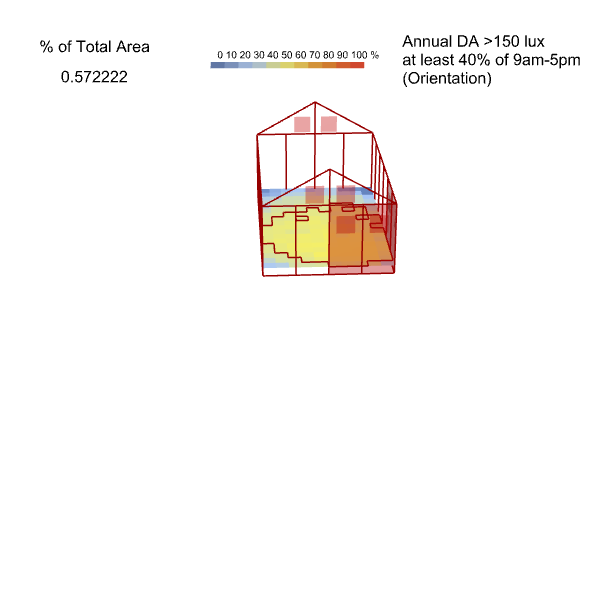 % of Total Area
0.572222
0 10 20 30 40 50 60 70 80 90 100 %
Annual DA >150 lux
at least 40% of 9am-5pm
(Orientation)